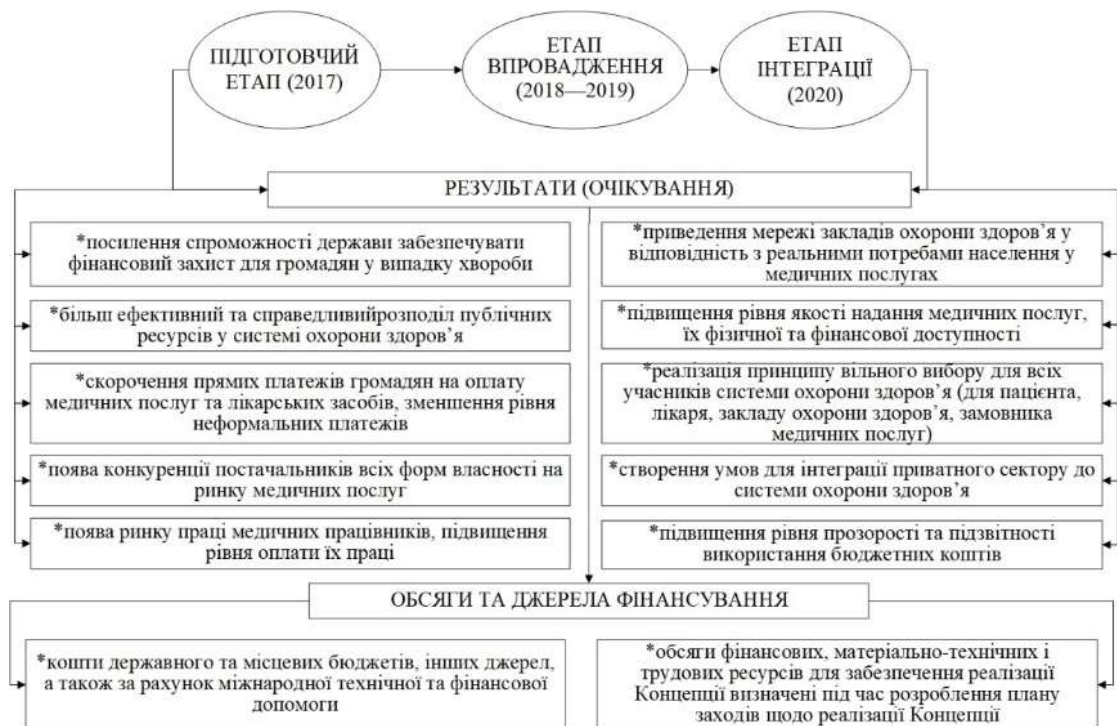 ПІДГОТОВЧИЙ
ЕТАП (2017)
ЕТАП
ВПРОВАДЖЕННЯ
(2018—2019)
ЕТАП
ІНТЕГРАЦІЇ
(2020)
РЕЗУЛЬТАТИ (ОЧІКУВАННЯ)
*посилення спроможності держави забезпечувати
фінансовий захист для громадян у випадку хвороби
*більш ефективний та справедливийрозподіл публічних
ресурсів у системі охорони здоров’я
*скорочення прямих платежів громадян на оплату
медичних послуг та лікарських засобів, зменшення рівня
неформальних платежів
*поява конкуренції постачальників всіх форм власності на
ринку медичних послуг
*поява ринку праці медичних працівників, підвищення
рівня оплати їх праці
*приведення мережі закладів охорони здоров’я у
відповідність з реальними потребами населення у
медичних послугах
*підвищення рівня якості надання медичних послуг,
їх фізичної та фінансової доступності
*реалізація принципу вільного вибору для всіх
учасників системи охорони здоров’я (для пацієнта,
лікаря, закладу охорони здоров’я, замовника
медичних послуг)
*створення умов для інтеграції приватного сектору до
системи охорони здоров’я
*підвищення рівня прозорості та підзвітності
використання бюджетних коштів
ОБСЯГИ ТА ДЖЕРЕЛА ФІНАНСУВАННЯ
*кошти державного та місцевих бюджетів, інших джерел,
а також за рахунок міжнародної технічної та фінансової
допомоги
*обсяги фінансових, матеріально-технічних і
трудових ресурсів для забезпечення реалізації
Концепції визначені під час розроблення плану
заходів щодо реалізації Концепції